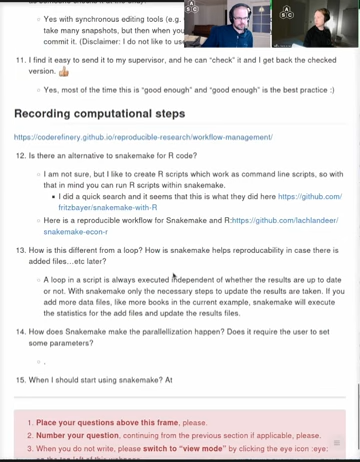 Yes with synchronous editing tools (e.g.
take many snapshots, but when your
commit it. (Disclaimer: I do not like to us
11. I find it easy to send it to my supervisor, and he can “check” it and I get back the checked
version. 👍
Yes, most of the time this is “good enough” and “good enough” is the best practice :)
Recording computational steps
https://coderefinery.github.io/reproducible-research/workflow-management/
12. Is there an alternative to snakemake for R code?
I am not sure, but I like to create R scripts which work as command line scripts, so with
that in mind you can run R scripts within snakemake.
I did a quick search and it seems that this is what they did here https://github.com/
fritzbayer/snakemake-with-R
Here is a reproducible workflow for Snakemake and R:https://github.com/lachlandeer/
snakemake-econ-r
13. How is this different from a loop? How is snakemake helps reproducability in case there is
added files...etc later?
A loop in a script is always executed independent of whether the results are up to date
or not. With snakemake only the necessary steps to update the results are taken. If you
add more data files, like more books in the current example, snakemake will execute
the statistics for the add files and update the results files.
14. How does Snakemake make the parallellization happen? Does it require the user to set
some parameters?
.
15. When I should start using snakemake? At
1. Place your questions above this frame, please.
2. Number your question, continuing from the previous section if applicable, please.
3. When you do not write, please switch to “view mode” by clicking the eye icon :eye: